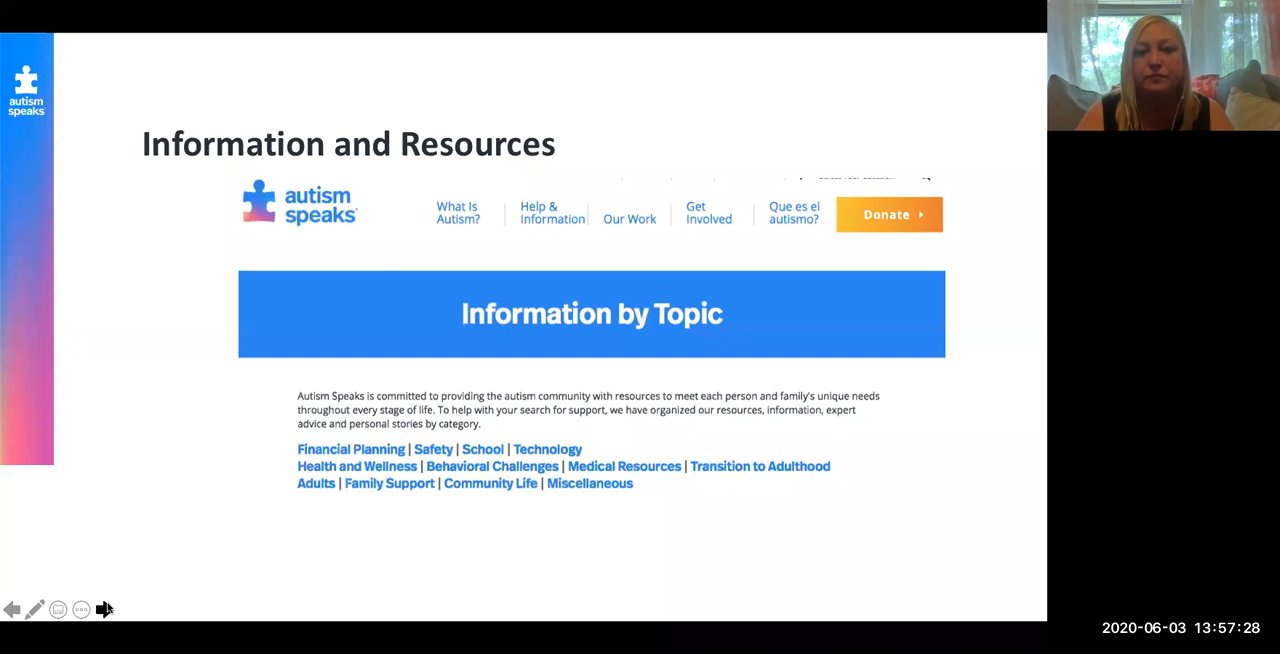 autism
speaks
Information and Resources
autism
speaks
What Is
Autism?
Help &
Information
Our Work
Get
Involved
Que es el
autismo?
Donate
Information by Topic
Autism Speaks is committed to providing the autism community with resources to meet each person and family's unique needs
throughout every stage of life. To help with your search for support, we have organized our resources, information, expert
advice and personal stories by category.
Financial Planning | Safety | School | Technology
Health and Wellness | Behavioral Challenges | Medical Resources | Transition to Adulthood
Adults | Family Support | Community Life | Miscellaneous
2020-06-03 13:57:28